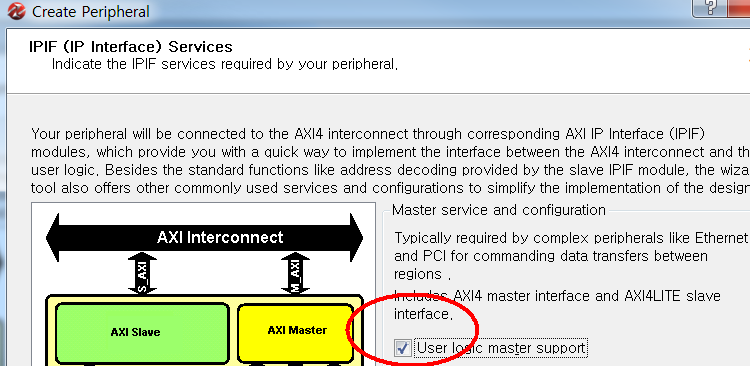 Create Peripheral
?
IPIF (IP Interface) Services
Indicate the IPIF services required by your peripheral.
Your peripheral will be connected to the AXI4 interconnect through corresponding AXI IP Interface (IPIF)
modules, which provide you with a quick way to implement the interface between the AXI4 interconnect and th
user logic. Besides the standard functions like address decoding provided by the slave IPIF module, the wiza
tool also offers other commonly used services and configurations to simplify the implementation of the design
AXI Interconnect
S_AXI
M_AXI
AXI Slave
AXI Master
Master service and configuration
Typically required by complex peripherals like Ethernet
and PCI for commanding data transfers between
regions .
Includes AXI4 master interface and AXI4LITE slave
interface.
User logic master support